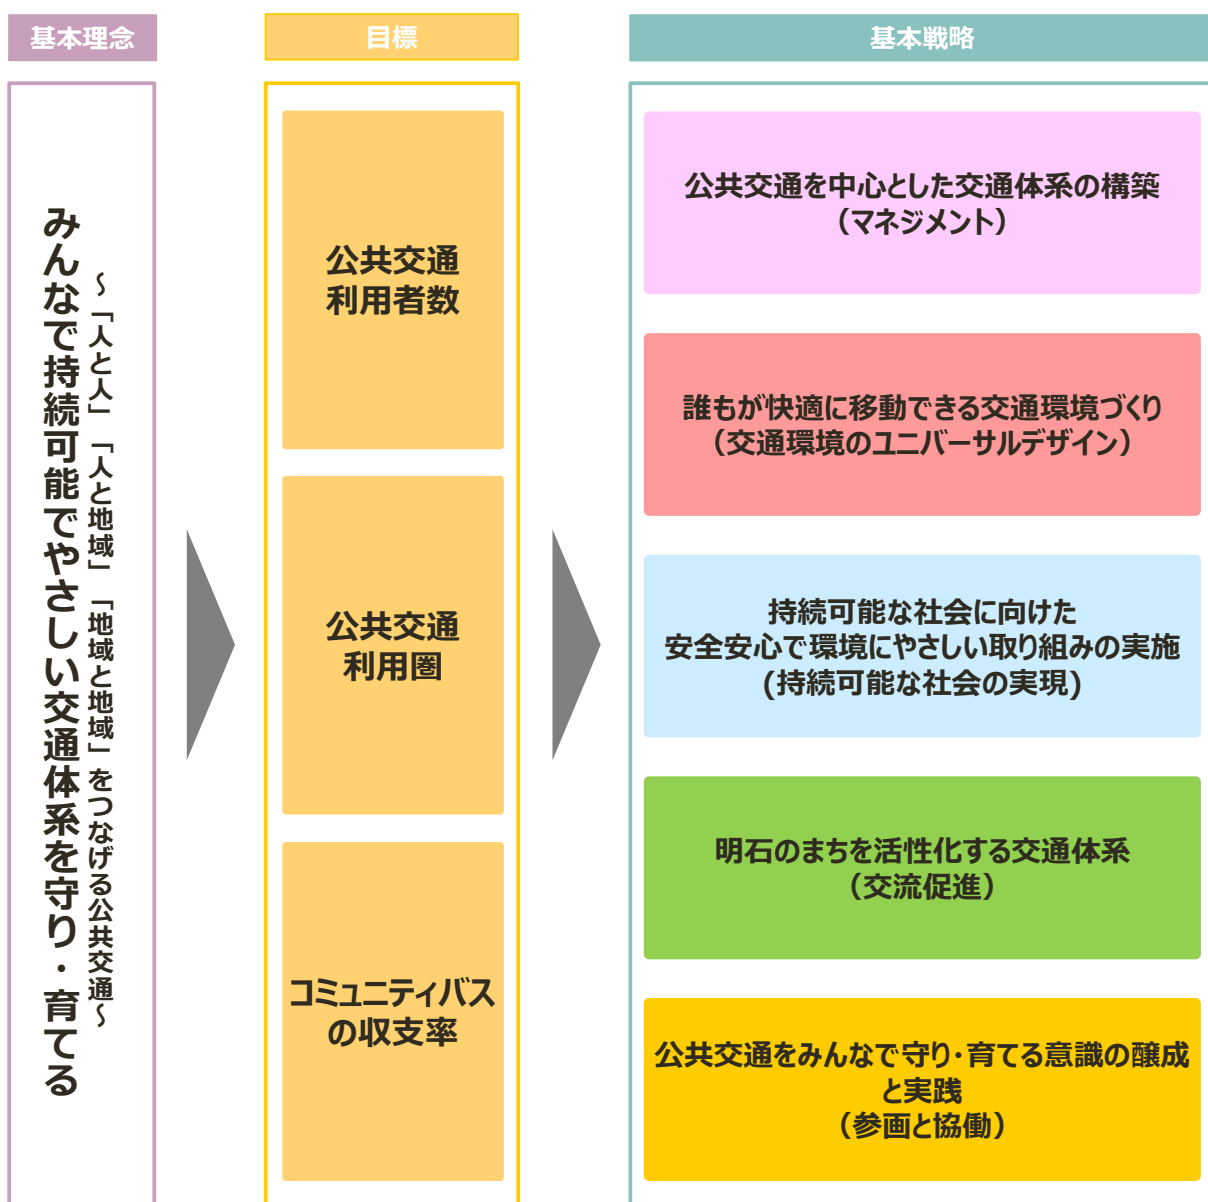 基本理念
目標
基本戦略
みんなで持続可能でやさしい交通体系を守り・育てる
～「人と人」「人と地域」「地域と地域」をつなげる公共交通～
公共交通
利用者数
公共交通
利用圏
コミュニティバス
の収支率
公共交通を中心とした交通体系の構築
（マネジメント）
誰もが快適に移動できる交通環境づくり
（交通環境のユニバーサルデザイン）
持続可能な社会に向けた
安全安心で環境にやさしい取り組みの実施
(持続可能な社会の実現)
明石のまちを活性化する交通体系
（交流促進）
公共交通をみんなで守り・育てる意識の醸成
と実践
（参画と協働）